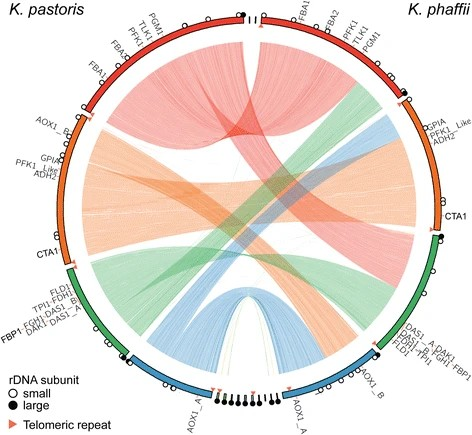 K. pastoris
K. phaffii
PGM1
TLK1
PFK1
FBA2
FBA1
FBA1
FBA2
PFK1
TLK1
PGM1
AOX1_B
GPIA
PFK1_Like
ADH2
CTA1
GPIA
PFK1_Like
ADH2
CTA1
FLD1
TPI1-FDH1
FBP1-FGH1-DAS1_B
DAK1-DAS1_A
DAS1_A-DAK1
DAS1_B-FGH1-FBP1
FDH1-TPI1
FLD1
AOX1_B
AOX1_A
AOX1_A
rDNA subunit
small
large
Telomeric repeat